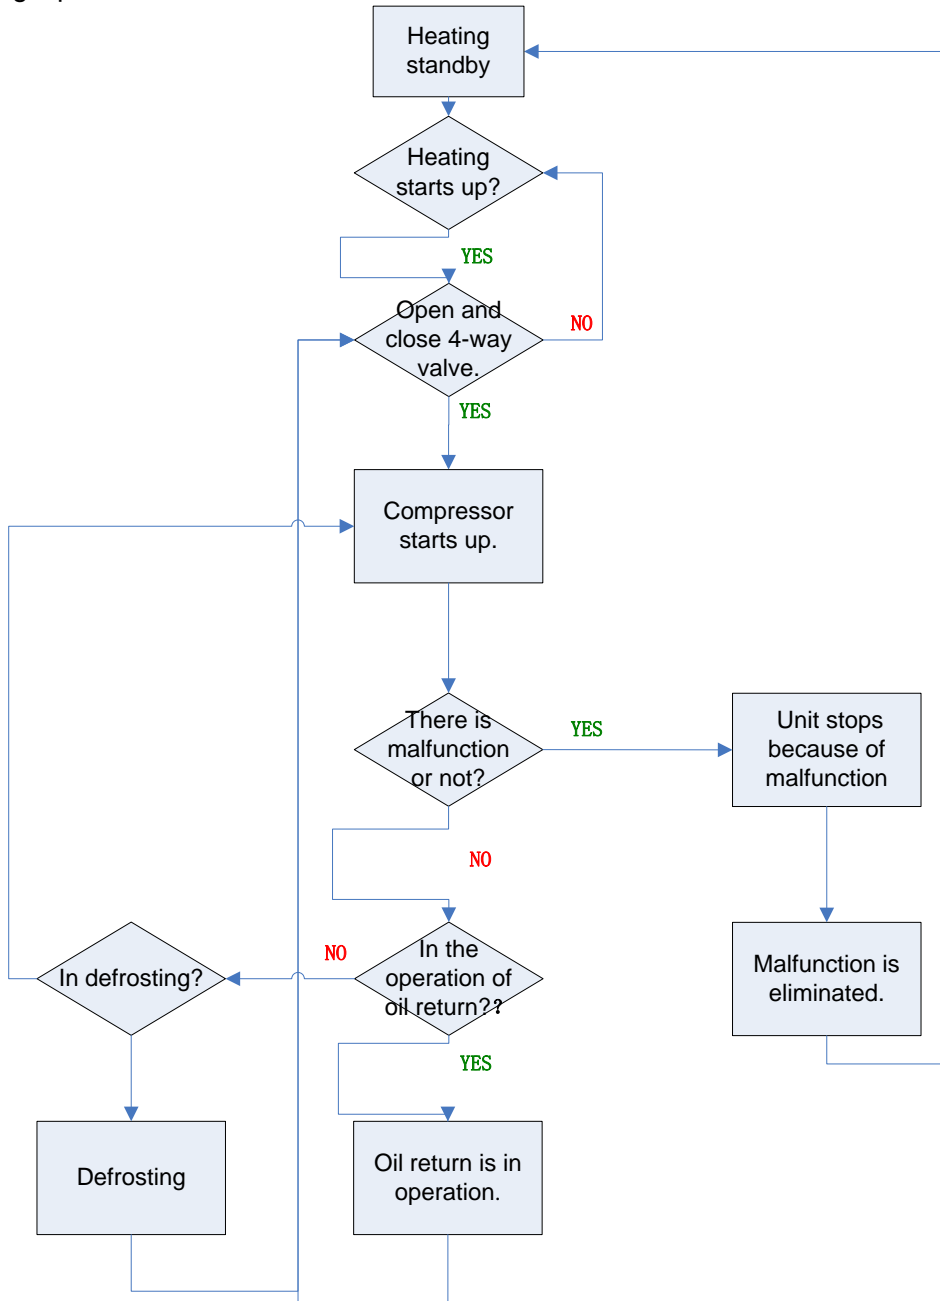 Heating
standby
Heating
starts up?
YES
Open and
close 4-way
valve.
NO
YES
Compressor
starts up.
There is
malfunction
or not?
YES
Unit stops
because of
malfunction
NO
In defrosting?
NO
In the
operation of
oil return??
Malfunction is
eliminated.
YES
Defrosting
Oil return is in
operation.